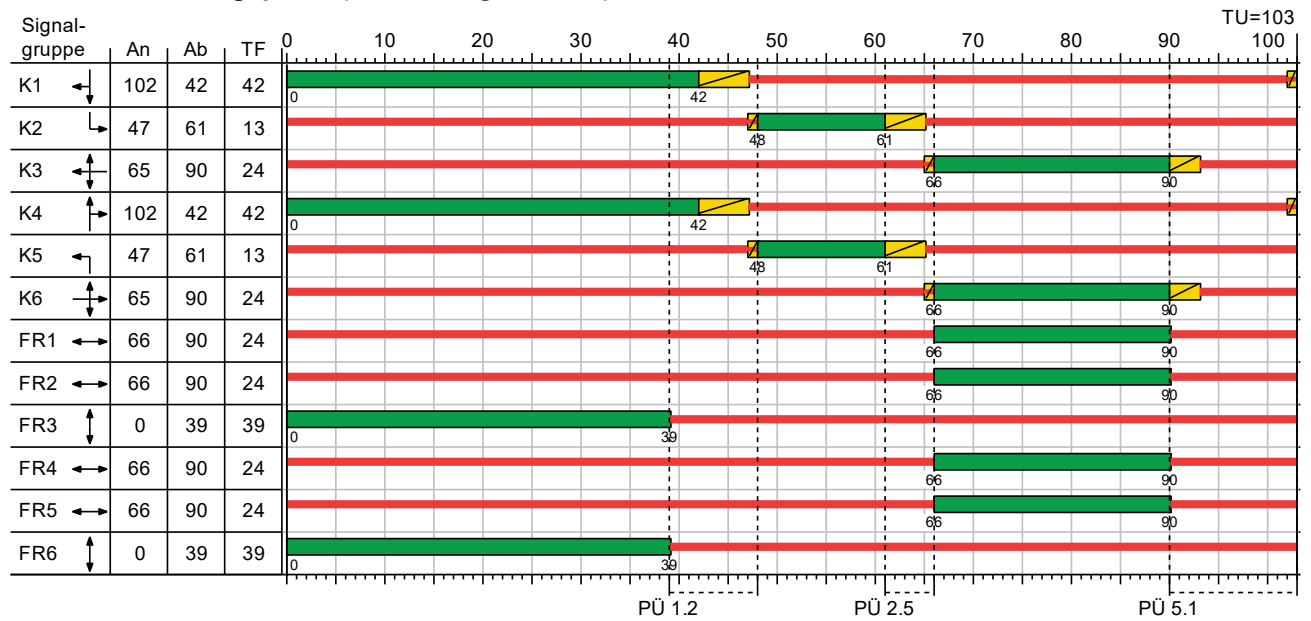 TU=103
Signal-
gruppe An Ab TF 0 10 20 30 40 50 60 70 80 90 100
K1 102 42 42
0 42
K2 47 61 13
48 61
K3 65 90 24
66 90
K4 102 42 42
0 42
K5 47 61 13
48 61
K6 65 90 24
66 90
FR1 66 90 24
66 90
FR2 66 90 24
66 90
FR3 0 39 39
0 39
FR4 66 90 24
66 90
FR5 66 90 24
66 90
FR6 0 39 39
0 39
PÜ 1.2 PÜ 2.5 PÜ 5.1